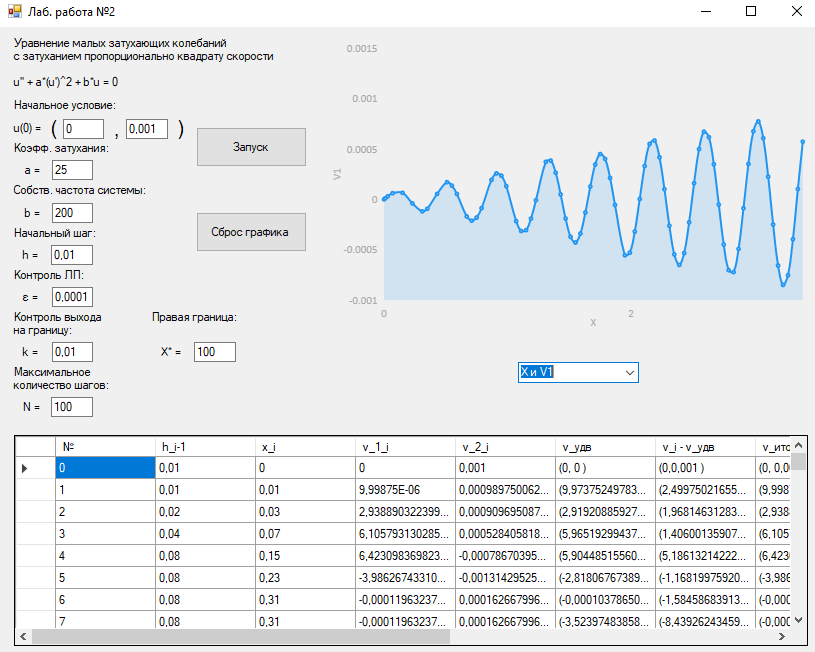 Лаб. работа №2
Уравнение малых затухающих колебаний
с затуханием пропорционально квадрату скорости
u'' + a*(u')^2 + b*u = 0
Начальное условие:
u(0) = ( 0 , 0,001 )
Коэфф. затухания:
a = 25
Собств. частота системы:
b = 200
Начальный шаг:
h = 0,01
Контроль ЛП:
ε = 0,0001
Контроль выхода
на границу:
k = 0,01
Правая граница:
X* = 100
Максимальное
количество шагов:
N = 100
Запуск
Сброс графика
0.0015
0.001
0.0005
0
-0.0005
-0.001
V1
0 2
X
X и V1
№ h_i-1 x_i v_1_i v_2_i v_удв v_i - v_удв v_ито
0 0,01 0 0 0,001 (0, 0 ) (0,0,001 ) (0, 0,0
1 0,01 0,01 9,99875E-06 0,000989750062... (9,97375249783... (2,49975021655... (9,998
2 0,02 0,03 2,938890322399... 0,000909695087... (2,91920885927... (1,96814631283... (2,938
3 0,04 0,07 6,105793130285... 0,000528405818... (5,96519299437... (1,40600135907... (6,105
4 0,08 0,15 6,423098369823... -0,00078670395... (5,90448515560... (5,18613214222... (6,423
5 0,08 0,23 -3,98626743310... -0,00131429525... (-2,81806767389... (-1,16819975920... (-3,986
6 0,08 0,31 -0,00011963237... 0,000162667996... (-0,00010378650... (-1,58458683913... (-0,000
7 0,08 0,31 -0,00011963237... 0,000162667996... (-3,52397483858... (-8,43926243459... (-0,000